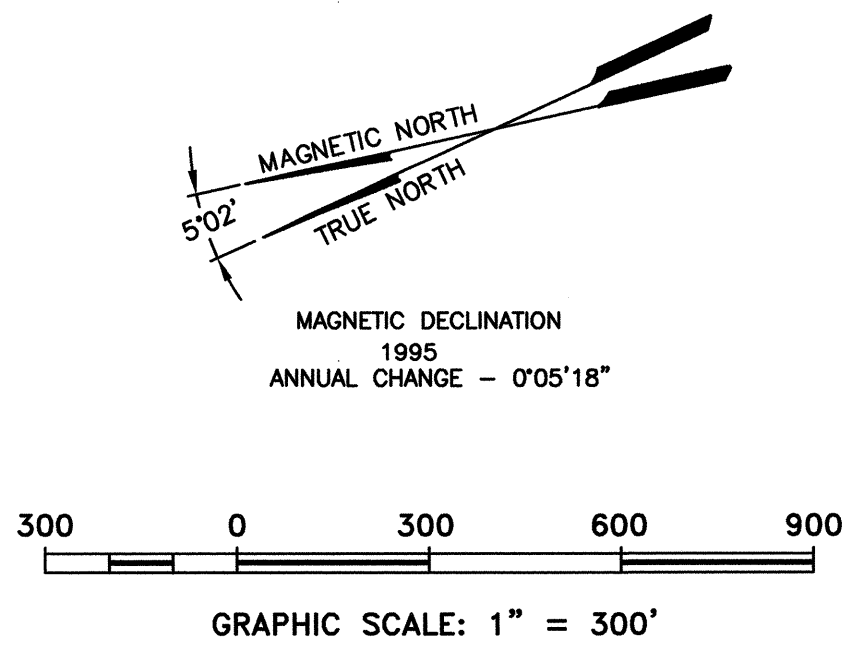 MAGNETIC NORTH
5°02'
TRUE NORTH
MAGNETIC DECLINATION
1995
ANNUAL CHANGE - 0°05'18"
300 0 300 600 900
GRAPHIC SCALE: 1" = 300'